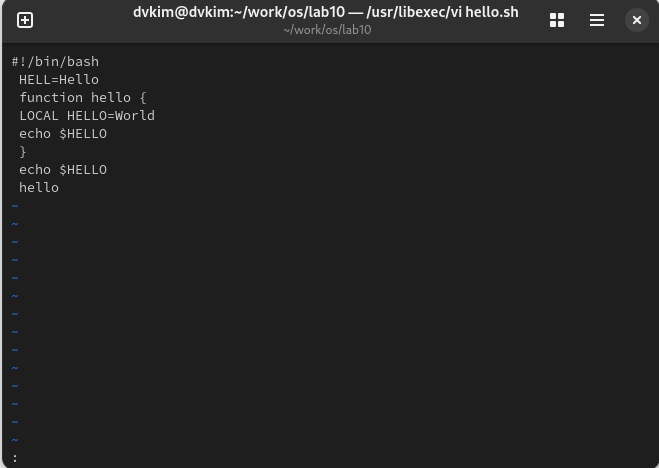 dvkim@dvkim:~/work/os/lab10 — /usr/libexec/vi hello.sh
~/work/os/lab10
#!/bin/bash
HELL=Hello
function hello {
LOCAL HELLO=World
echo $HELLO
}
echo $HELLO
hello
~
~
~
~
~
~
~
~
~
~
~
~
~
~
: